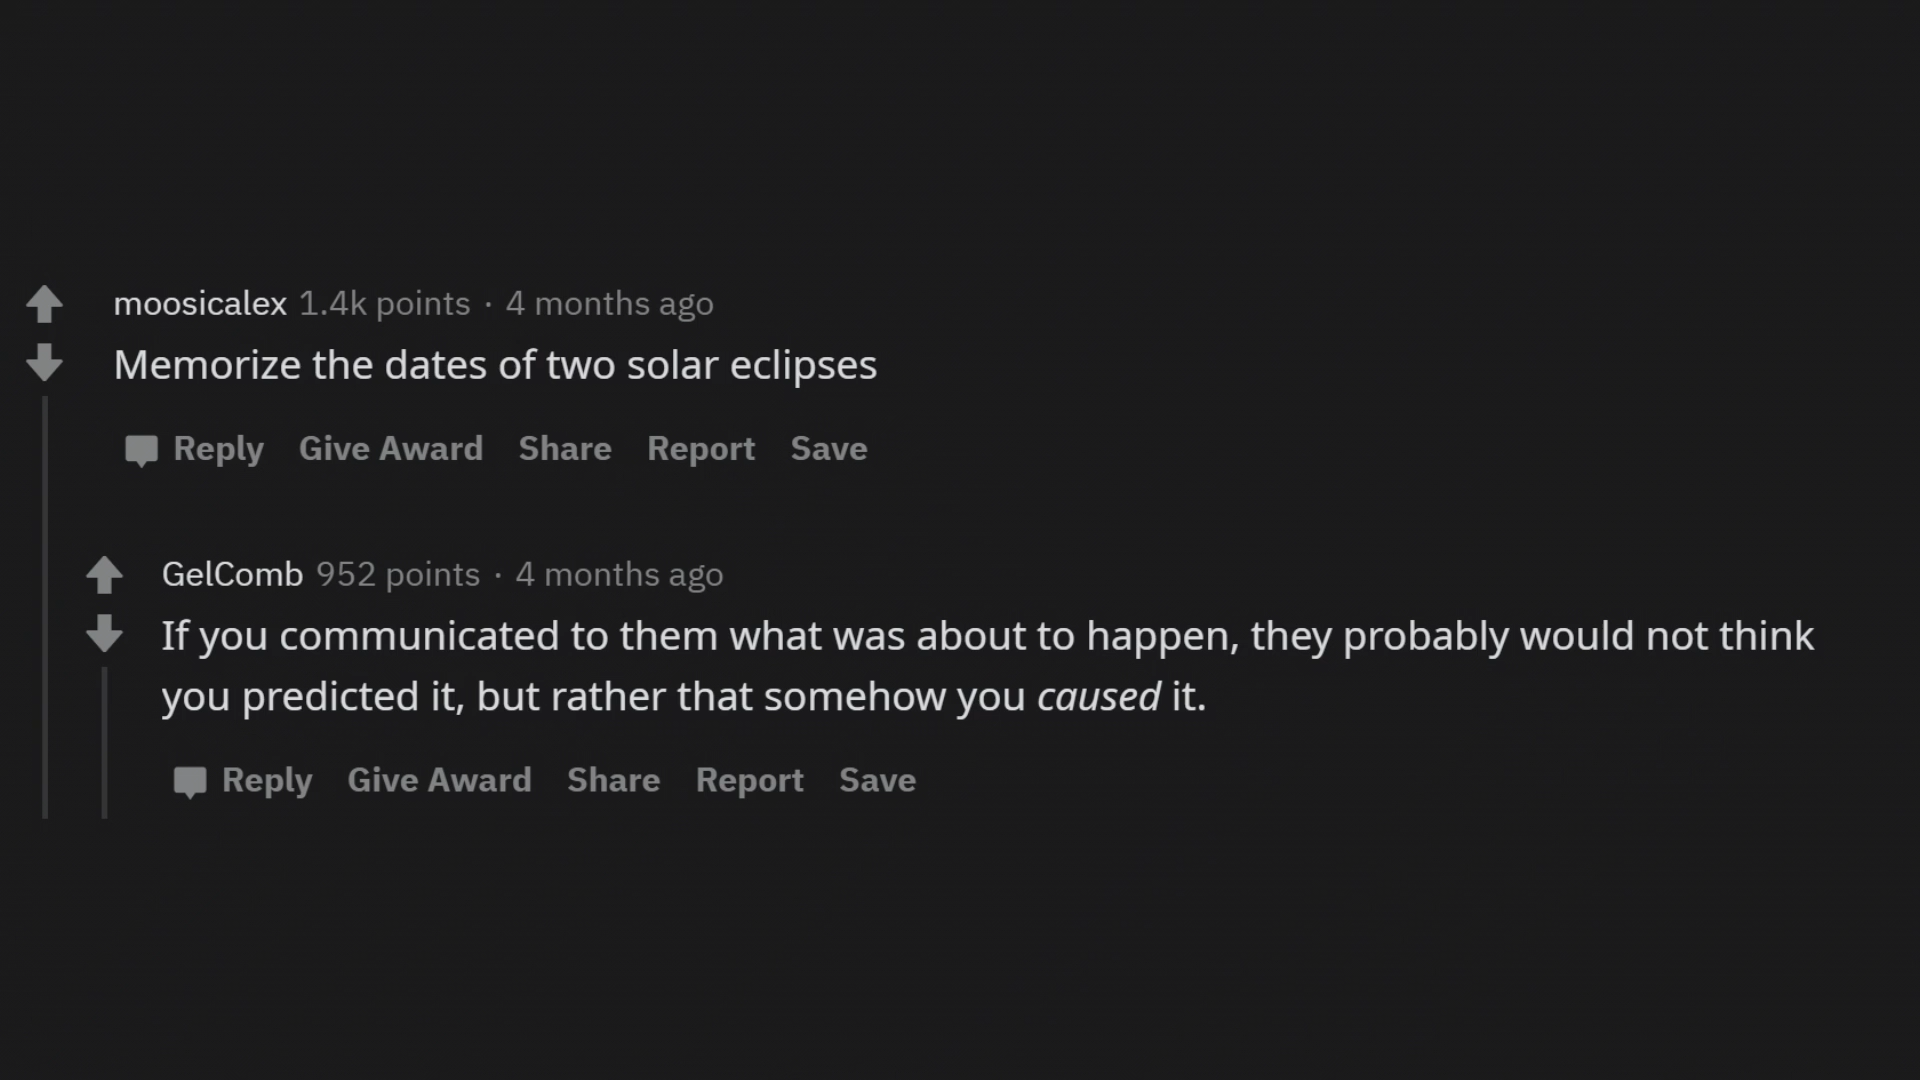 moosicalex 1.4k points · 4 months ago
Memorize the dates of two solar eclipses
Reply Give Award Share Report Save
GelComb 952 points · 4 months ago
If you communicated to them what was about to happen, they probably would not think
you predicted it, but rather that somehow you caused it.
Reply Give Award Share Report Save